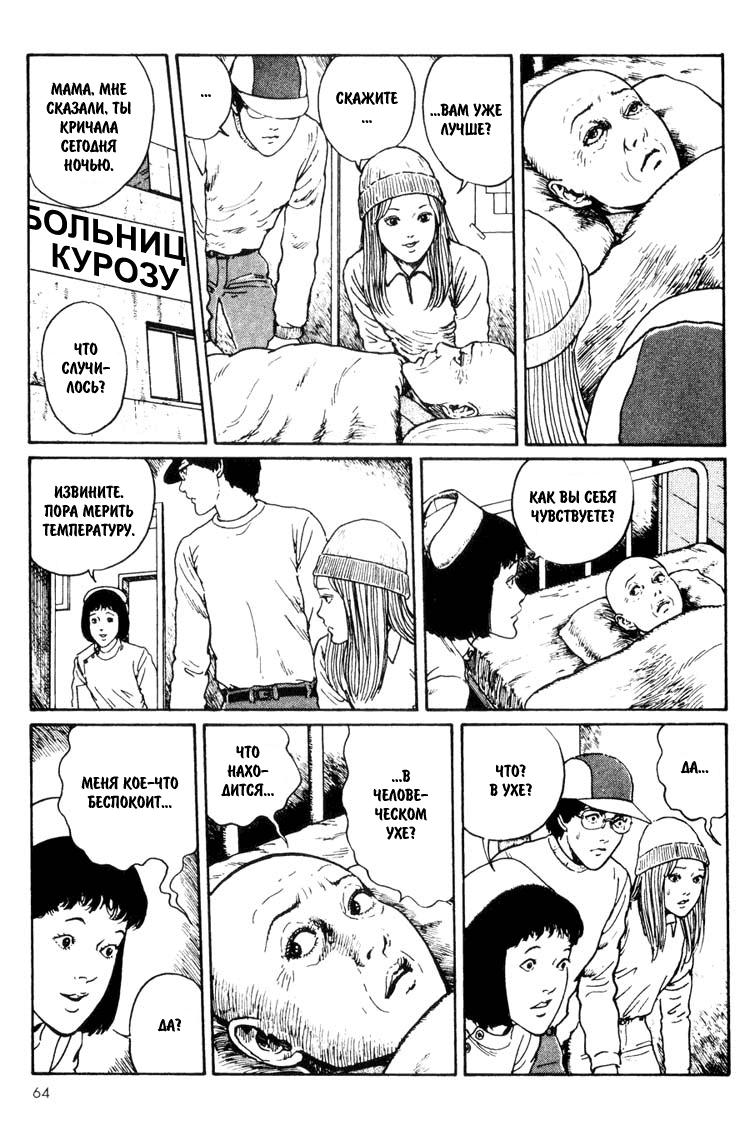 МАМА, МНЕ
СКАЗАЛИ, ТЫ
КРИЧАЛА
СЕГОДНЯ
НОЧЬЮ.
БОЛЬНИЦ
КУРОЗУ
ЧТО
СЛУЧИ-
ЛОСЬ?
...
СКАЖИТЕ
...
...ВАМ УЖЕ
ЛУЧШЕ?
ИЗВИНИТЕ.
ПОРА МЕРИТЬ
ТЕМПЕРАТУРУ.
КАК ВЫ СЕБЯ
ЧУВСТВУЕТЕ?
МЕНЯ КОЕ-ЧТО
БЕСПОКОИТ...
ДА?
ЧТО
НАХО-
ДИТСЯ...
...В
ЧЕЛОВЕ-
ЧЕСКОМ
УХЕ?
ЧТО?
В УХЕ?
ДА...
64